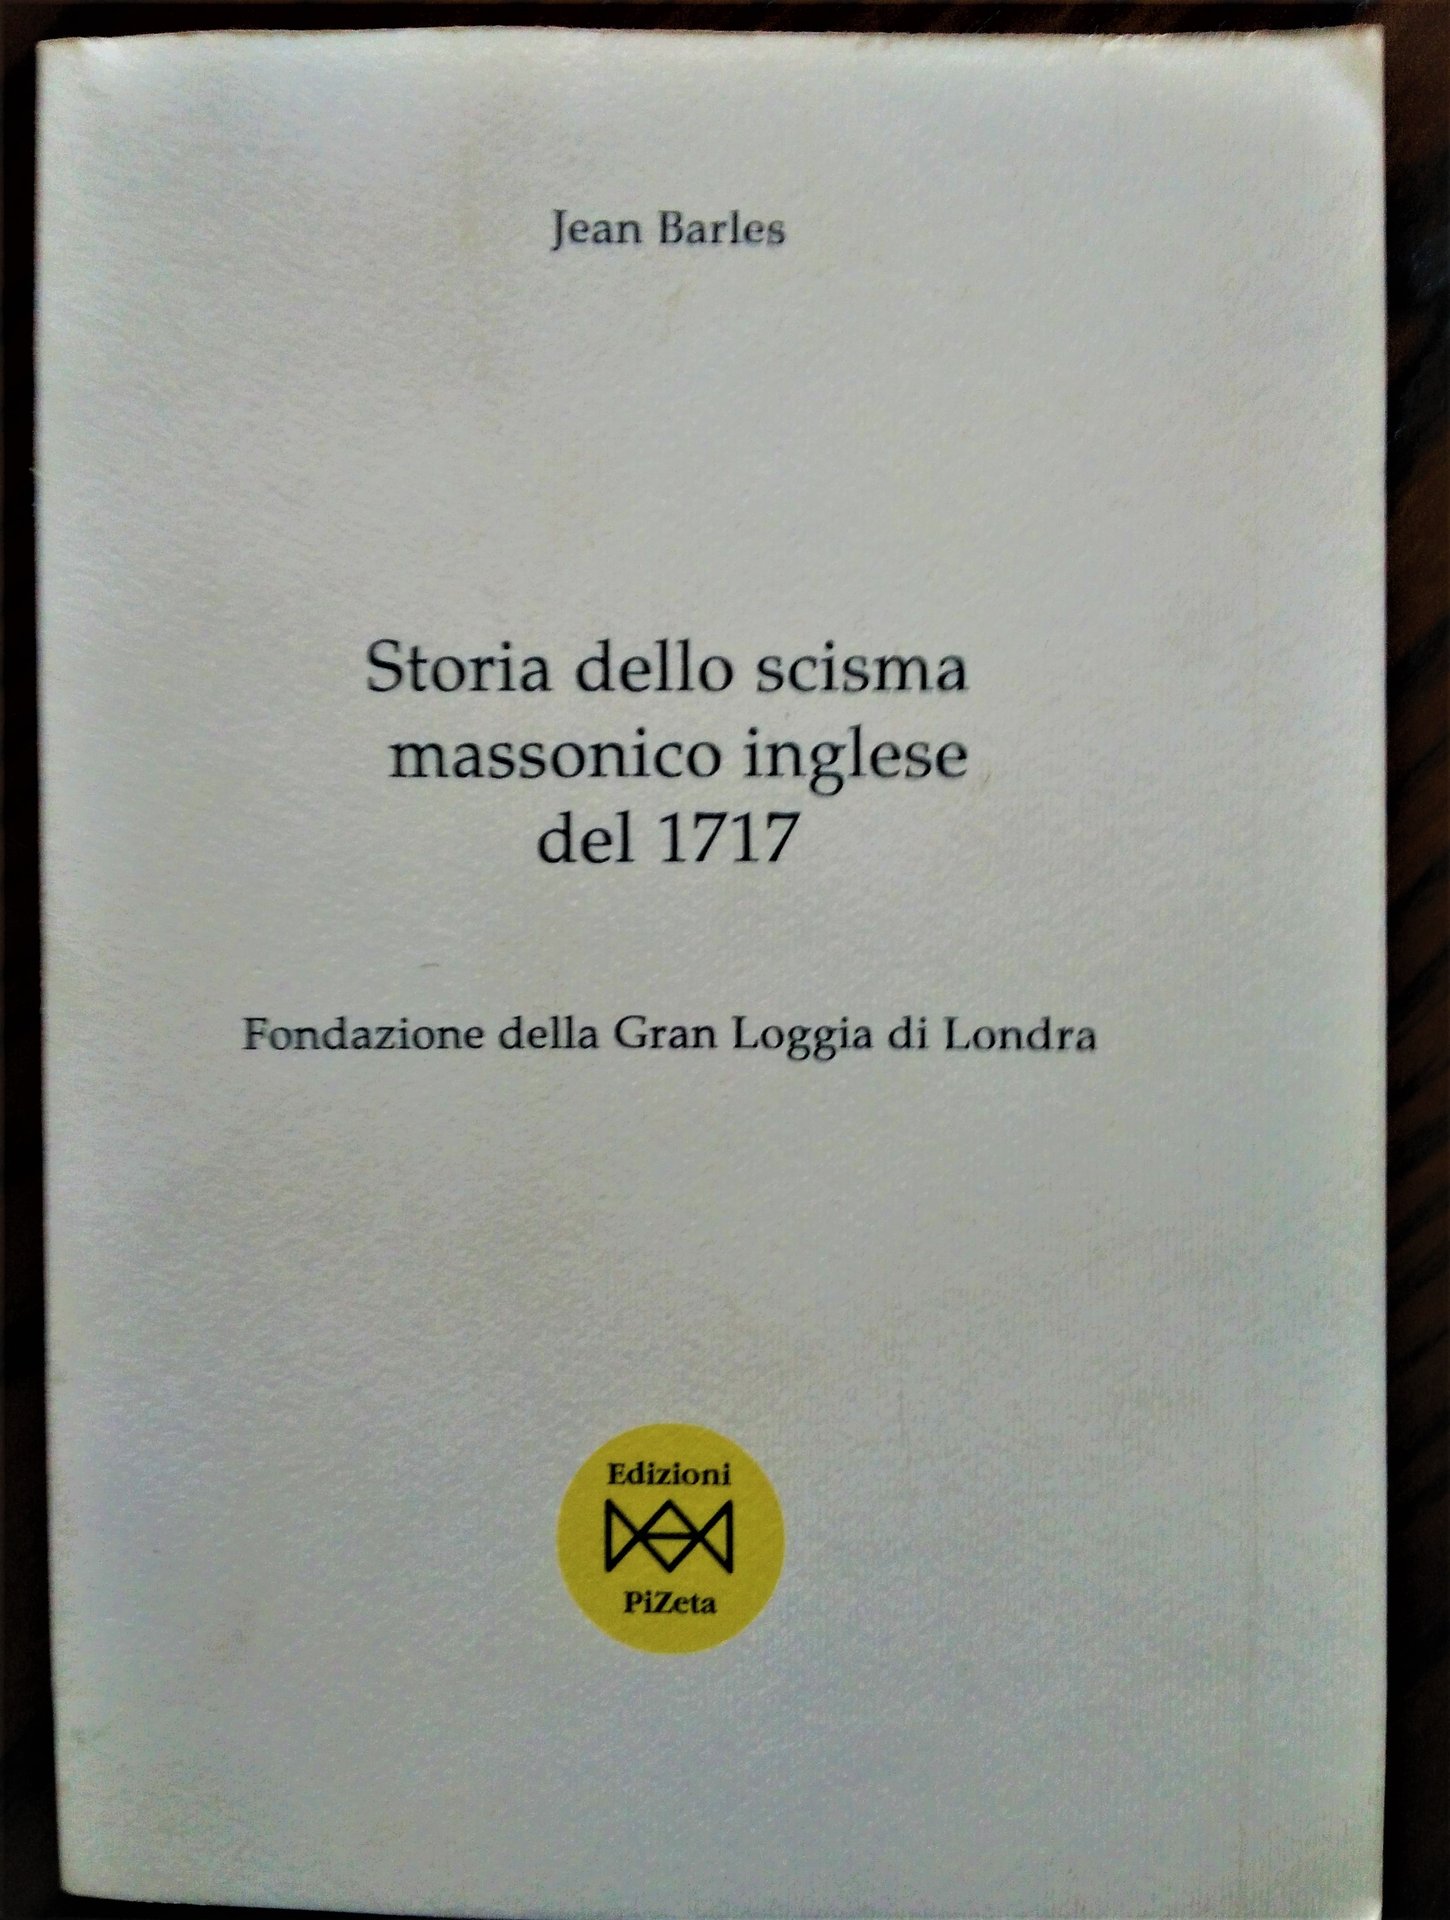 Jean Barles
Storia dello scisma
massonico inglese
del 1717
Fondazione della Gran Loggia di Londra
Edizioni
PiZeta